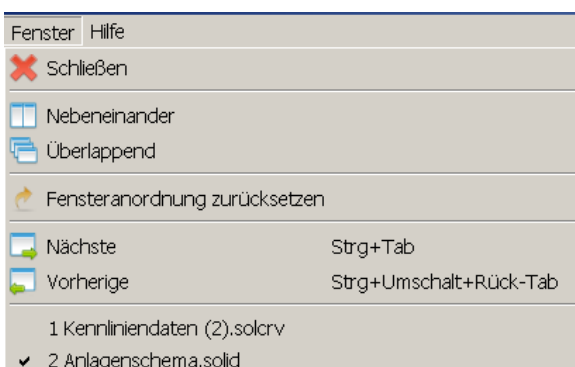 Fenster Hilfe
Schließen
Nebeneinander
Überlappend
Fensteranordnung zurücksetzen
Nächste Strg+Tab
Vorherige Strg+Umschalt+Rück-Tab
1 Kennliniendaten (2).solcrv
2 Anlagenschema.solid